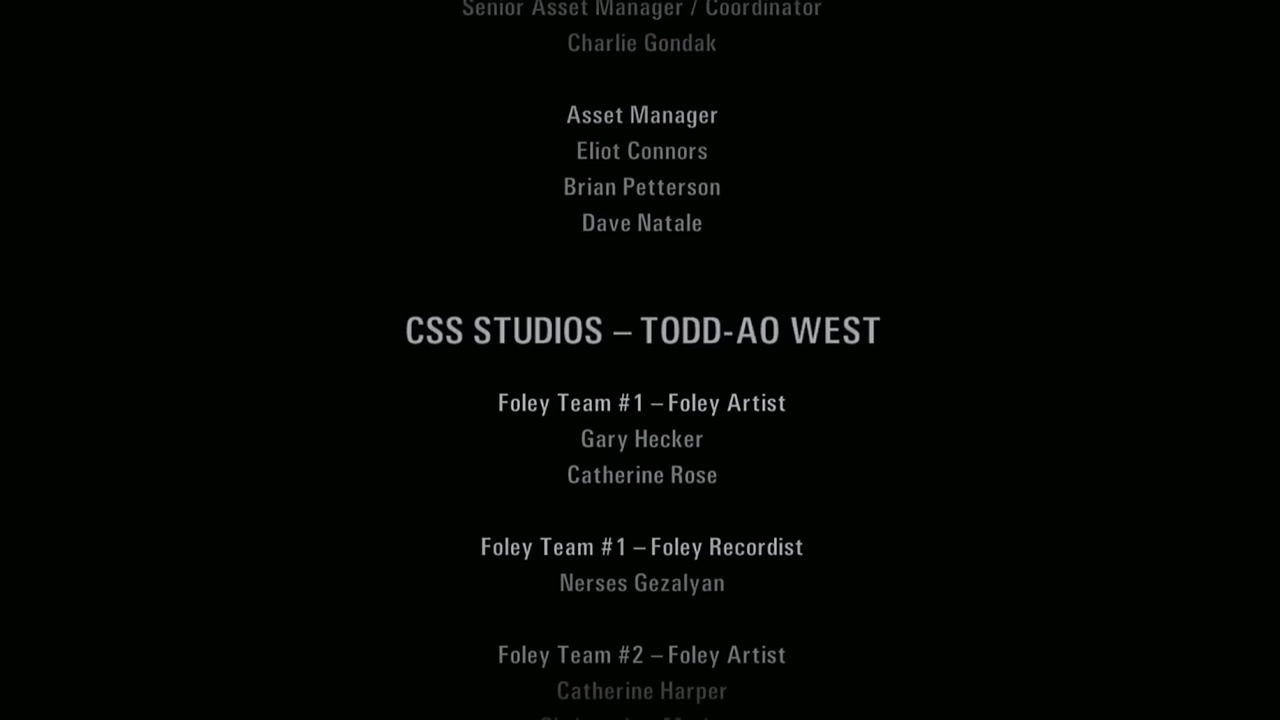 Senior Asset Manager / Coordinator
Charlie Gondak
Asset Manager
Eliot Connors
Brian Petterson
Dave Natale
CSS STUDIOS – TODD-AO WEST
Foley Team #1 – Foley Artist
Gary Hecker
Catherine Rose
Foley Team #1 – Foley Recordist
Nerses Gezalyan
Foley Team #2 – Foley Artist
Catherine Harper